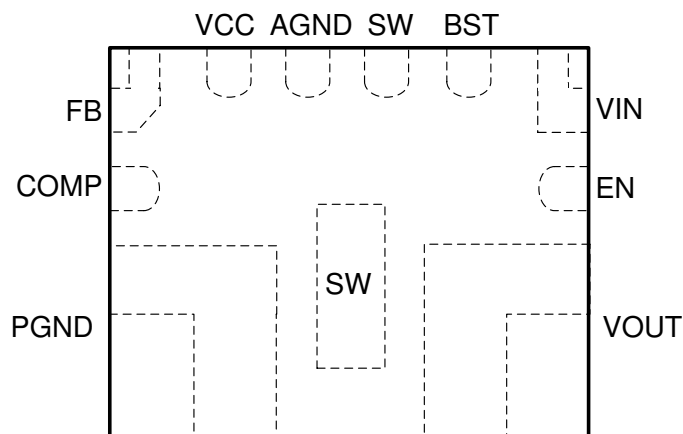 VCC AGND SW BST
FB
VIN
COMP
EN
SW
PGND
VOUT